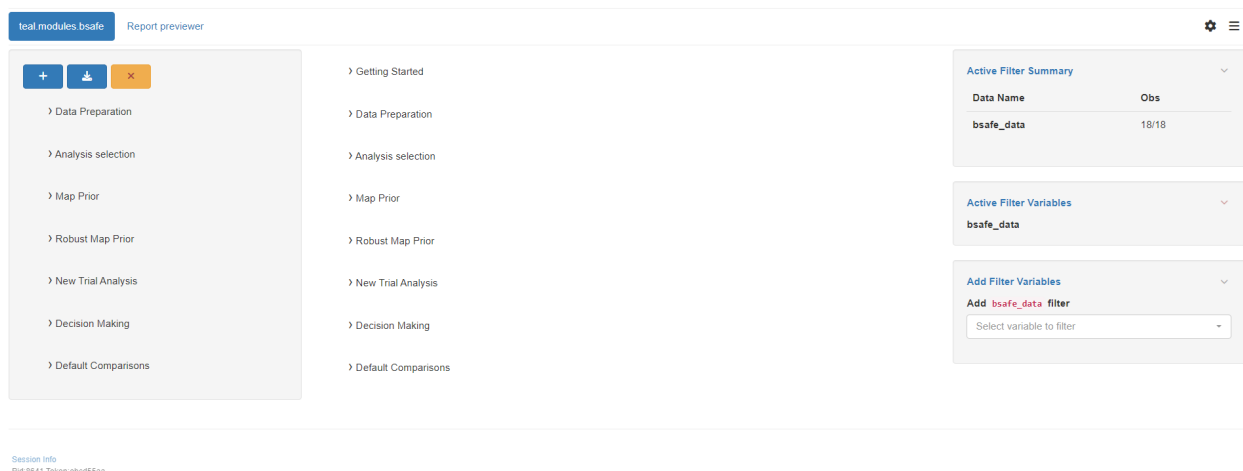 teal.modules.bsafe
Report previewer
Data Preparation
Analysis selection
Map Prior
Robust Map Prior
New Trial Analysis
Decision Making
Default Comparisons
Getting Started
Data Preparation
Analysis selection
Map Prior
Robust Map Prior
New Trial Analysis
Decision Making
Default Comparisons
Active Filter Summary
Data Name Obs
bsafe_data 18/18
Active Filter Variables
bsafe_data
Add Filter Variables
Add bsafe_data filter
Select variable to filter
Session Info